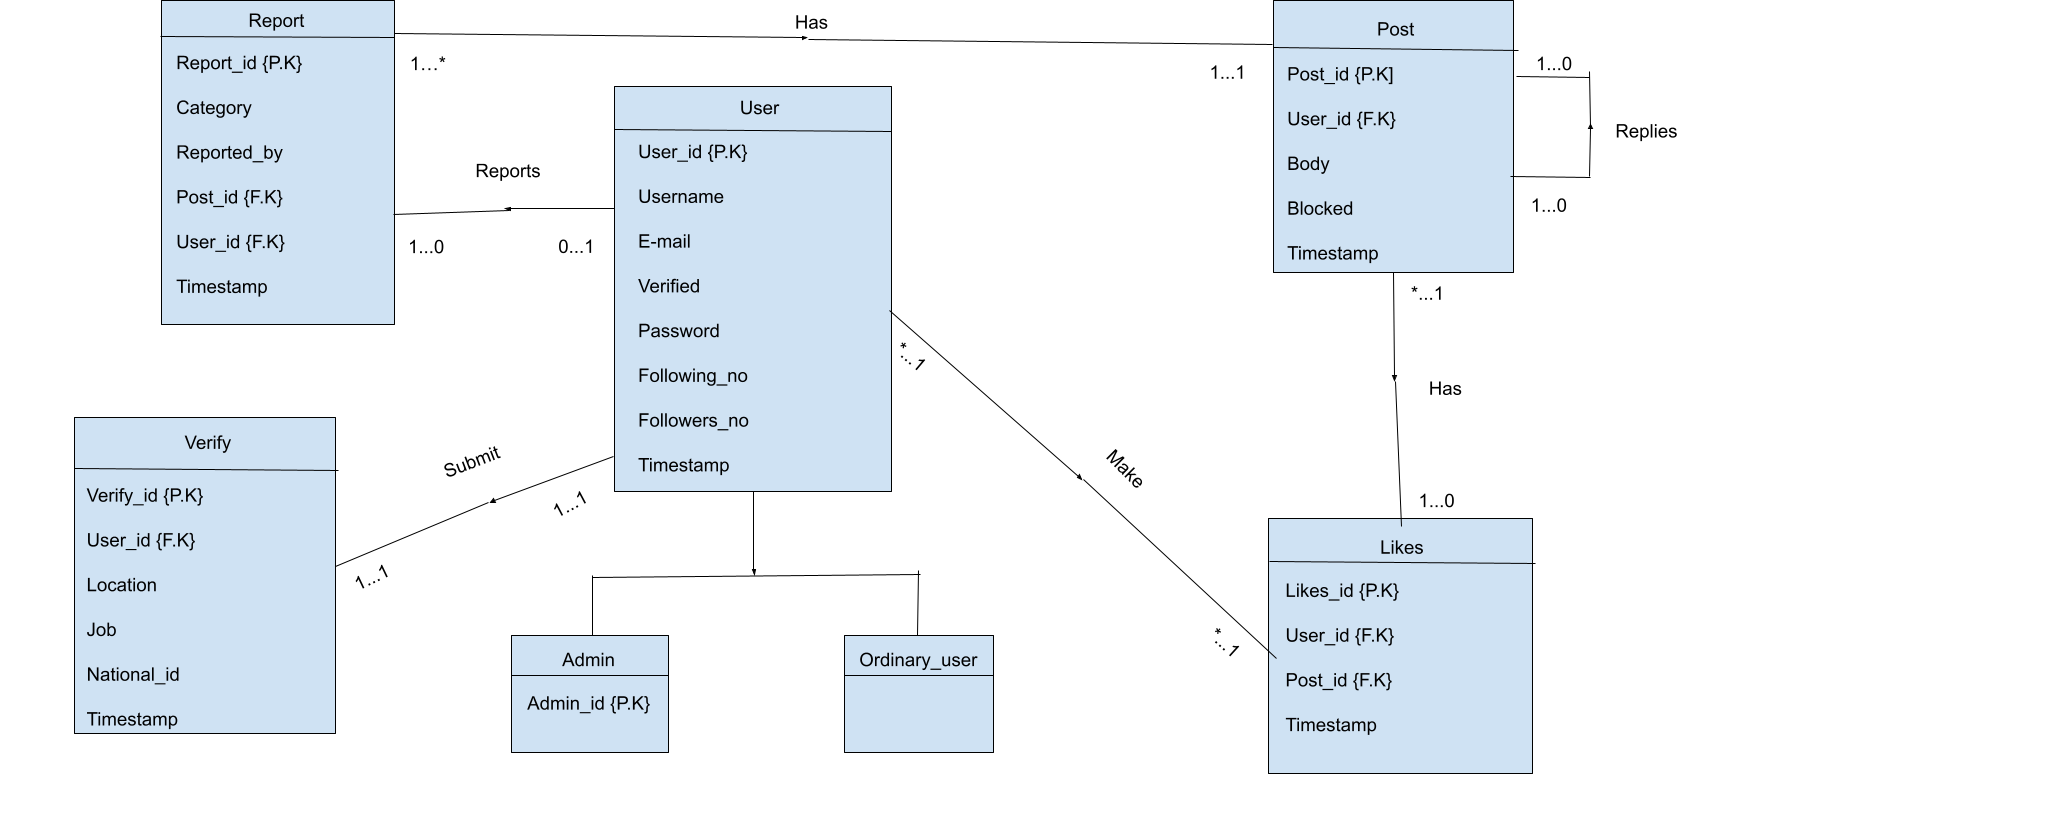 Report
Report_id {P.K}
Category
Reported_by
Post_id {F.K}
User_id {F.K}
Timestamp
Has
1...*
1...1
Post
Post_id {P.K]
User_id {F.K}
Body
Blocked
Timestamp
1...0
Replies
1...0
User
User_id {P.K}
Username
E-mail
Verified
Password
Following_no
Followers_no
Timestamp
Reports
1...0
0...1
*...1
Has
1...0
*...1
Make
*...1
Submit
1...1
1...1
Verify
Verify_id {P.K}
User_id {F.K}
Location
Job
National_id
Timestamp
Admin
Admin_id {P.K}
Ordinary_user
Likes
Likes_id {P.K}
User_id {F.K}
Post_id {F.K}
Timestamp